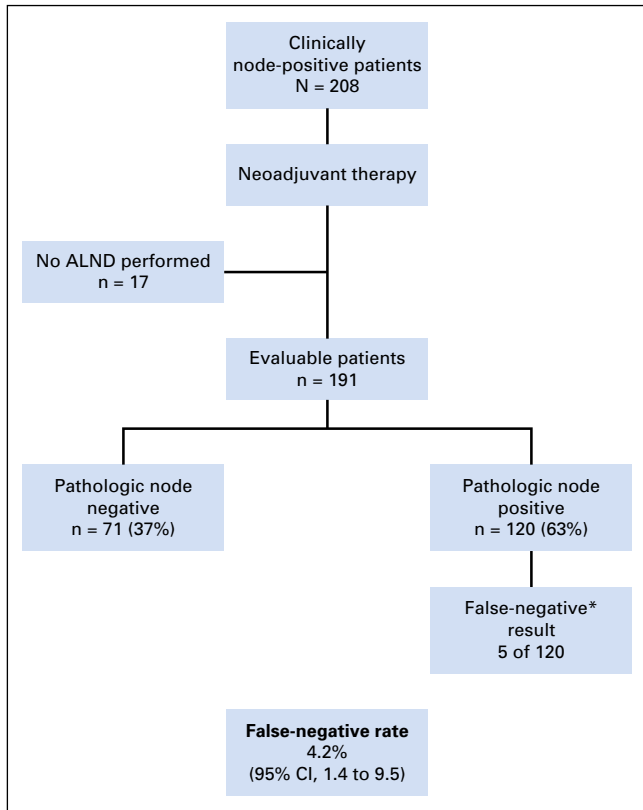 Clinically
node-positive patients
N = 208
Neoadjuvant therapy
No ALND performed
n = 17
Evaluable patients
n = 191
Pathologic node
negative
n = 71 (37%)
Pathologic node
positive
n = 120 (63%)
False-negative*
result
5 of 120
False-negative rate
4.2%
(95% CI, 1.4 to 9.5)